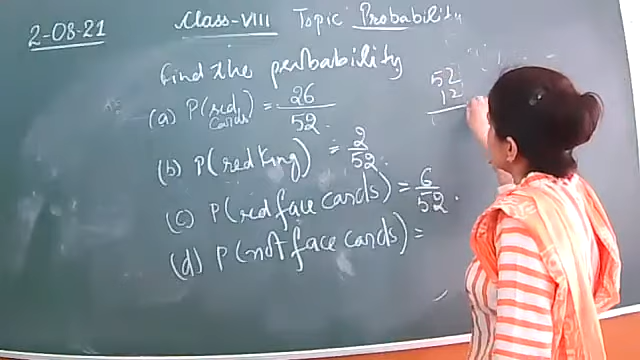 2-08-21 Class-VIII Topic Probability
Find the perbability
(a) P(red cards) = 26/52.
52
12
(b) P(red King) = 2/52.
(c) P(red face cards) = 6/52.
(d) P(not face cards) =